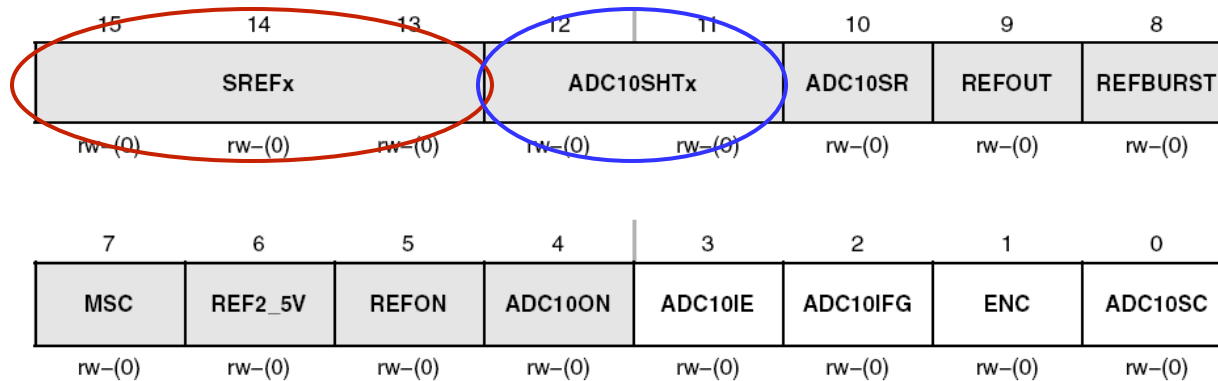 15 14 13 12 11 10 9 8
SREFx ADC10SHTx ADC10SR REFOUT REFBURST
rw–(0) rw–(0) rw–(0) rw–(0) rw–(0) rw–(0) rw–(0) rw–(0)
7 6 5 4 3 2 1 0
MSC REF2_5V REFON ADC10ON ADC10IE ADC10IFG ENC ADC10SC
rw–(0) rw–(0) rw–(0) rw–(0) rw–(0) rw–(0) rw–(0) rw–(0)